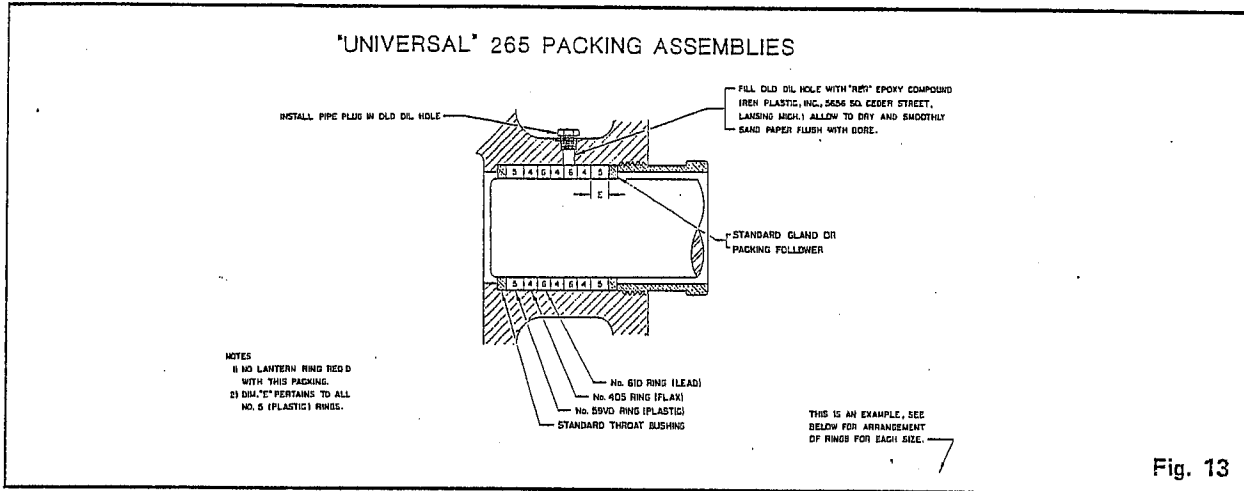 "UNIVERSAL" 265 PACKING ASSEMBLIES
INSTALL PIPE PLUG IN OLD OIL HOLE
FILL OLD OIL HOLE WITH "REN" EPOXY COMPOUND
(REN PLASTIC, INC., 5656 SO. CEDER STREET,
LANSING MICH.) ALLOW TO DRY AND SMOOTHLY
SAND PAPER FLUSH WITH BORE.
5 4 6 4 6 4 5
E
STANDARD GLAND OR
PACKING FOLLOWER
5 4 6 4 6 4 5
NOTES
1) NO LANTERN RING REQ'D
WITH THIS PACKING.
2) DIM. "E" PERTAINS TO ALL
NO. 5 (PLASTIC) RINGS.
No. 610 RING (LEAD)
No. 405 RING (FLAX)
No. 59VO RING (PLASTIC)
STANDARD THROAT BUSHING
THIS IS AN EXAMPLE, SEE
BELOW FOR ARRANGEMENT
OF RINGS FOR EACH SIZE.
Fig. 13